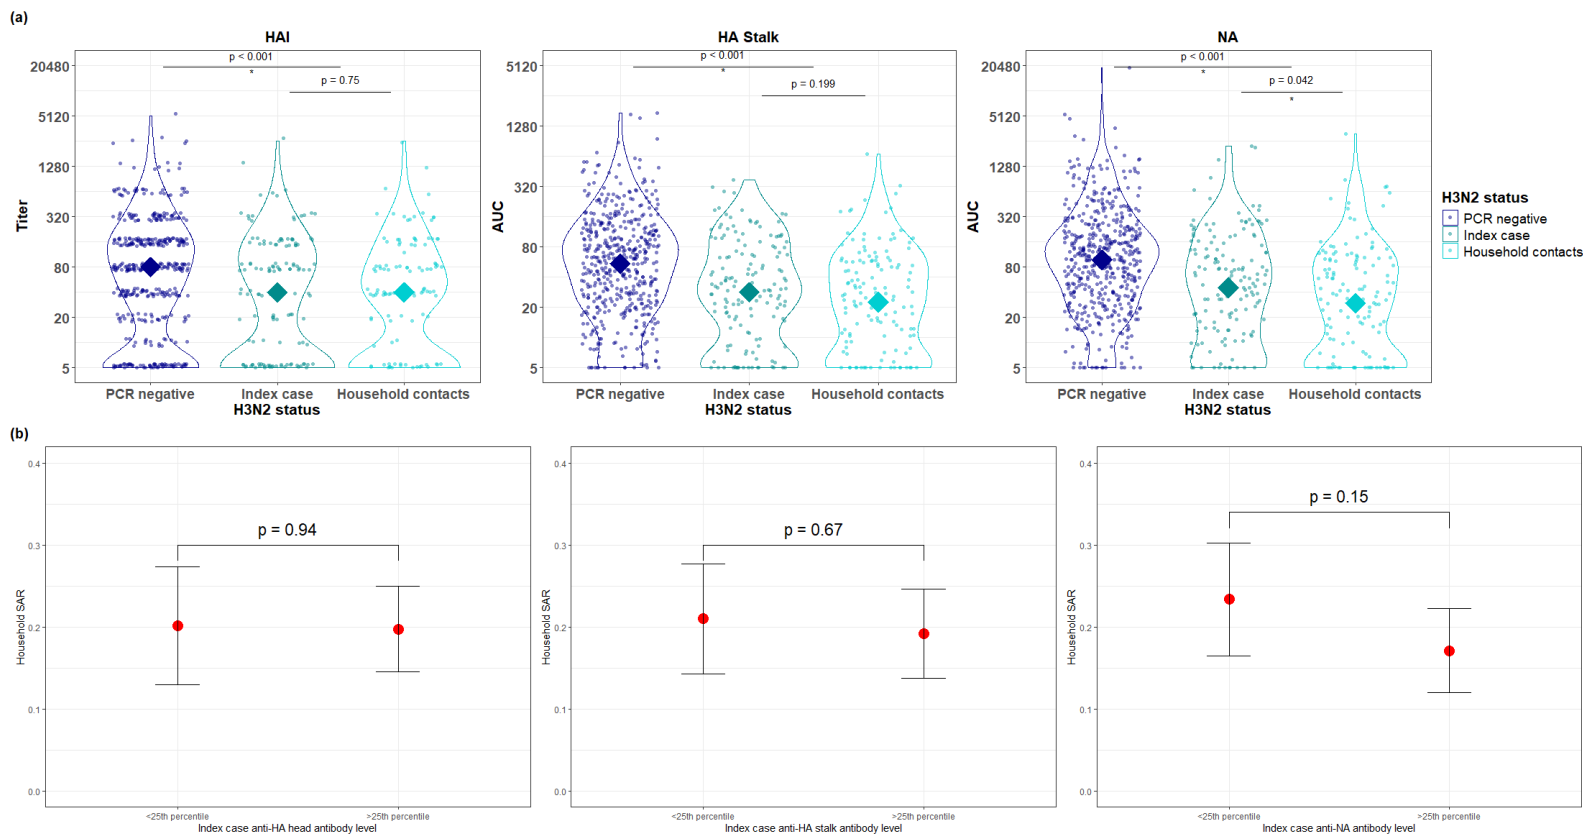 (a)
HAI
HA Stalk
NA
Titer
20480
5120
1280
320
80
20
5
p < 0.001
*
p = 0.75
PCR negative
Index case
Household contacts
H3N2 status
AUC
5120
1280
320
80
20
5
p < 0.001
*
p = 0.199
PCR negative
Index case
Household contacts
H3N2 status
AUC
20480
5120
1280
320
80
20
5
p < 0.001
*
p = 0.042
*
PCR negative
Index case
Household contacts
H3N2 status
H3N2 status
PCR negative
Index case
Household contacts
(b)
Household SAR
0.4
0.3
0.2
0.1
0.0
p = 0.94
<25th percentile
>25th percentile
Index case anti-HA head antibody level
Household SAR
0.4
0.3
0.2
0.1
0.0
p = 0.67
<25th percentile
>25th percentile
Index case anti-HA stalk antibody level
Household SAR
0.4
0.3
0.2
0.1
0.0
p = 0.15
<25th percentile
>25th percentile
Index case anti-NA antibody level